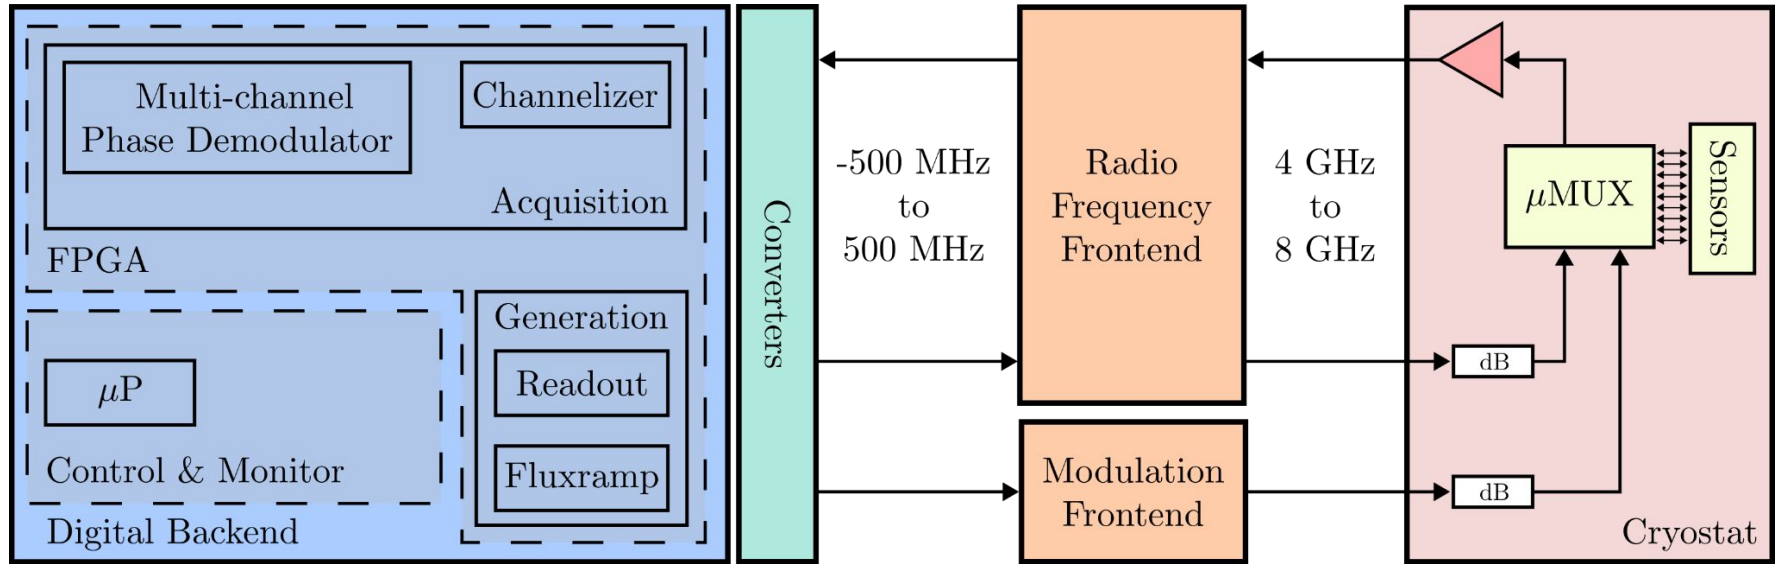 Multi-channel
Phase Demodulator
Channelizer
Acquisition
FPGA
Generation
Readout
Fluxramp
μP
Control & Monitor
Digital Backend
Converters
-500 MHz
to
500 MHz
Radio
Frequency
Frontend
Modulation
Frontend
4 GHz
to
8 GHz
μMUX
Sensors
dB
dB
Cryostat